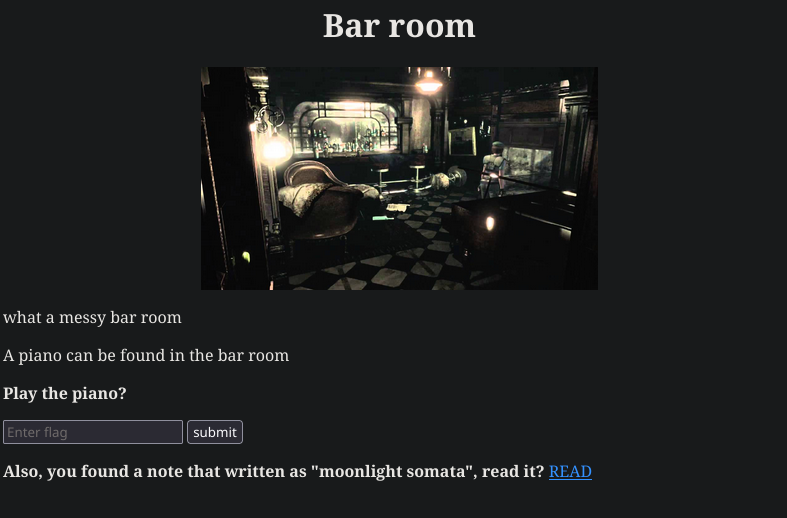 Bar room
what a messy bar room
A piano can be found in the bar room
Play the piano?
Enter flag
submit
Also, you found a note that written as "moonlight somata", read it? READ